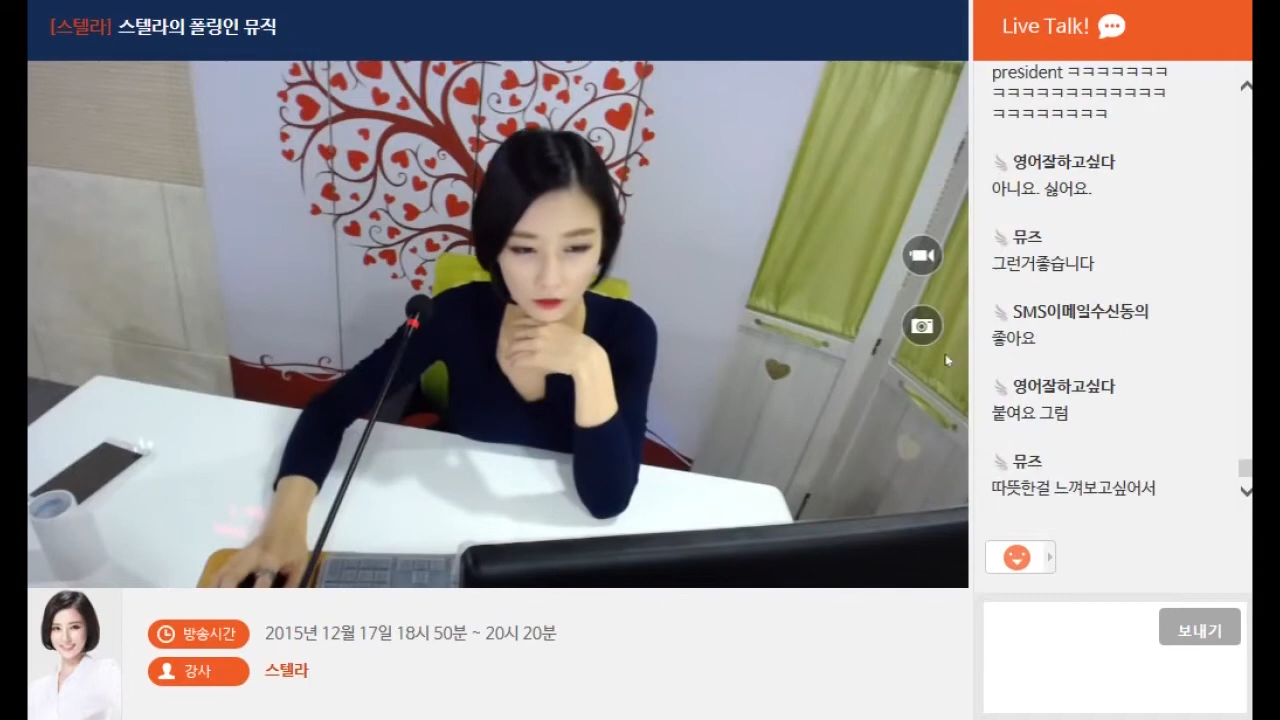 [스텔라] 스텔라의 폴링인 뮤직
Live Talk!
president ㅋㅋㅋㅋㅋㅋㅋ
ㅋㅋㅋㅋㅋㅋㅋㅋㅋㅋㅋㅋ
ㅋㅋㅋㅋㅋㅋㅋㅋ
영어잘하고싶다
아니요. 싫어요.
뮤즈
그런거좋습니다
SMS이메일수신동의
좋아요
영어잘하고싶다
붙여요 그럼
뮤즈
따뜻한걸 느껴보고싶어서
방송시간 2015년 12월 17일 18시 50분 ~ 20시 20분
강사 스텔라
보내기